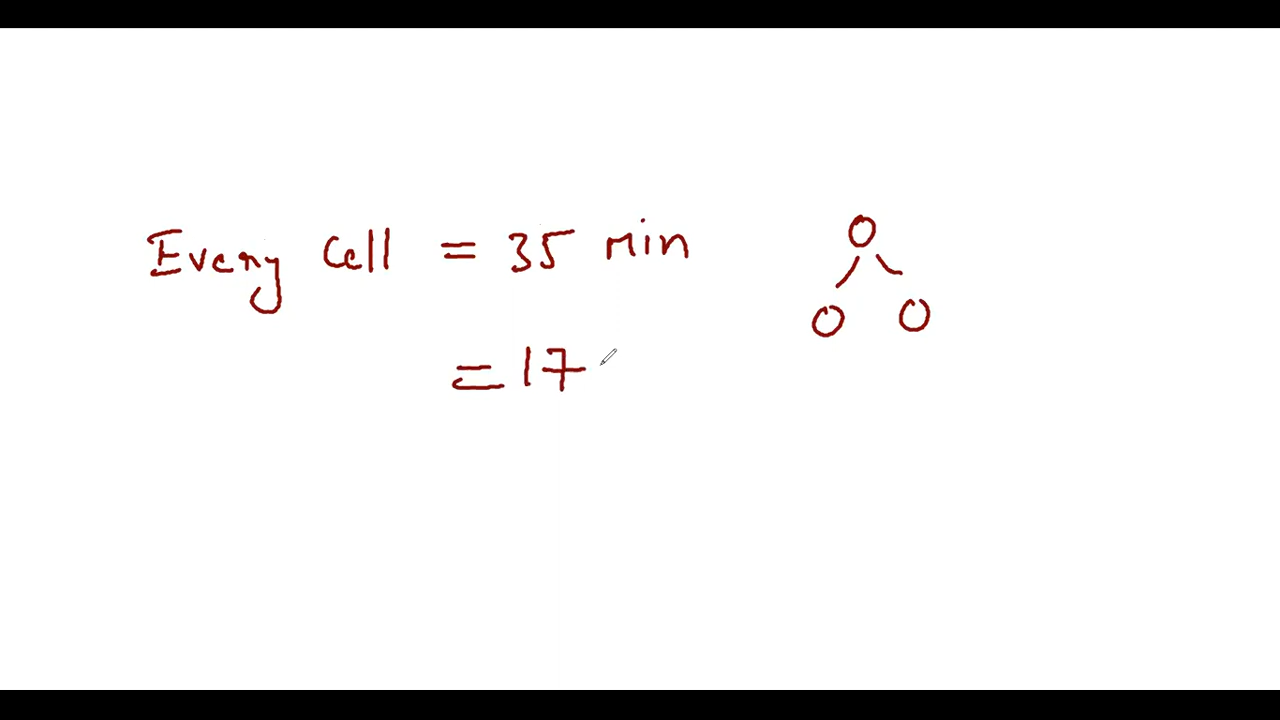 Every Cell = 35 min
= 17